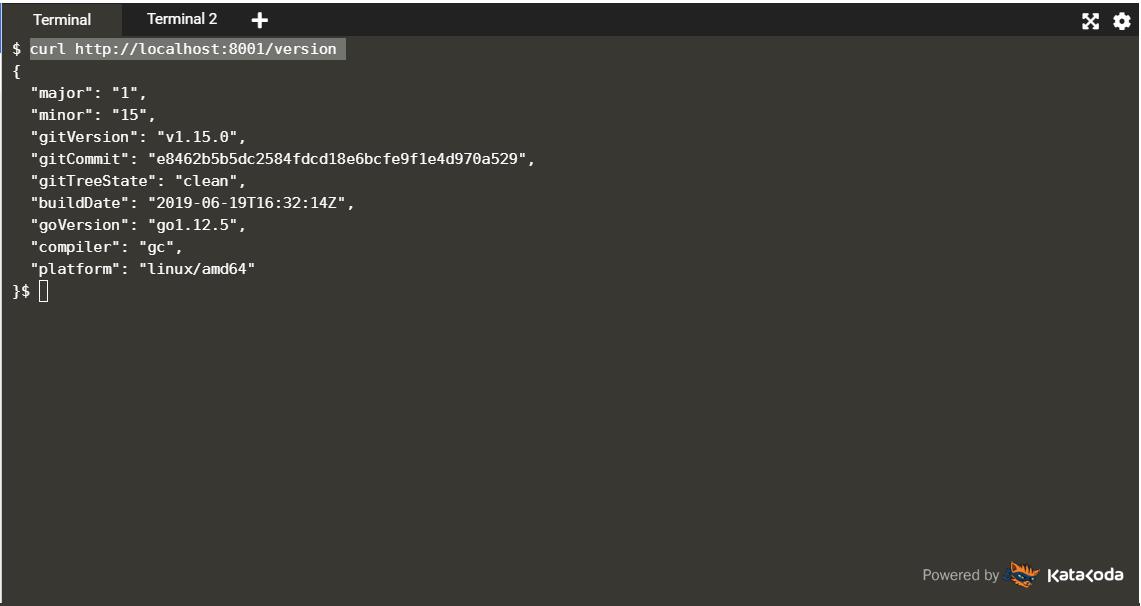 Terminal Terminal 2 +
$ curl http://localhost:8001/version
{
  "major": "1",
  "minor": "15",
  "gitVersion": "v1.15.0",
  "gitCommit": "e8462b5b5dc2584fdcd18e6bcfe9f1e4d970a529",
  "gitTreeState": "clean",
  "buildDate": "2019-06-19T16:32:14Z",
  "goVersion": "go1.12.5",
  "compiler": "gc",
  "platform": "linux/amd64"
}$
Powered by Katacoda